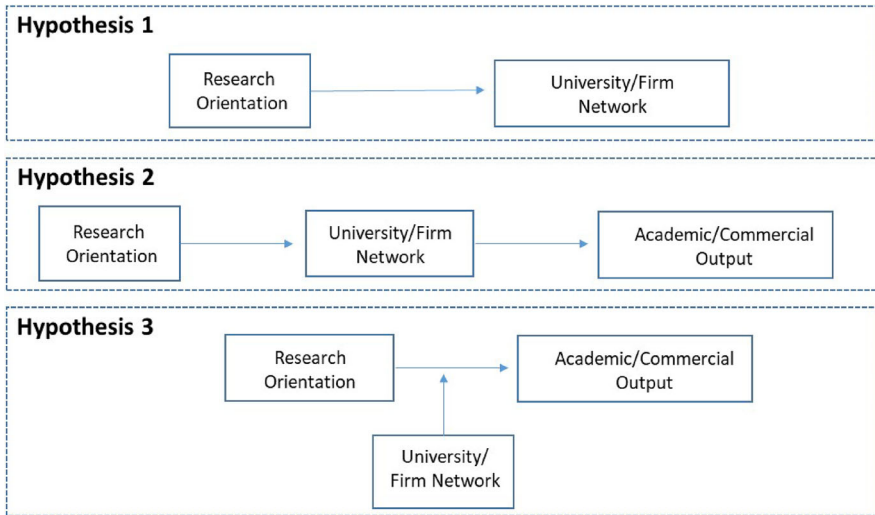 Hypothesis 1
Research
Orientation
University/Firm
Network
Hypothesis 2
Research
Orientation
University/Firm
Network
Academic/Commercial
Output
Hypothesis 3
Research
Orientation
Academic/Commercial
Output
University/
Firm Network